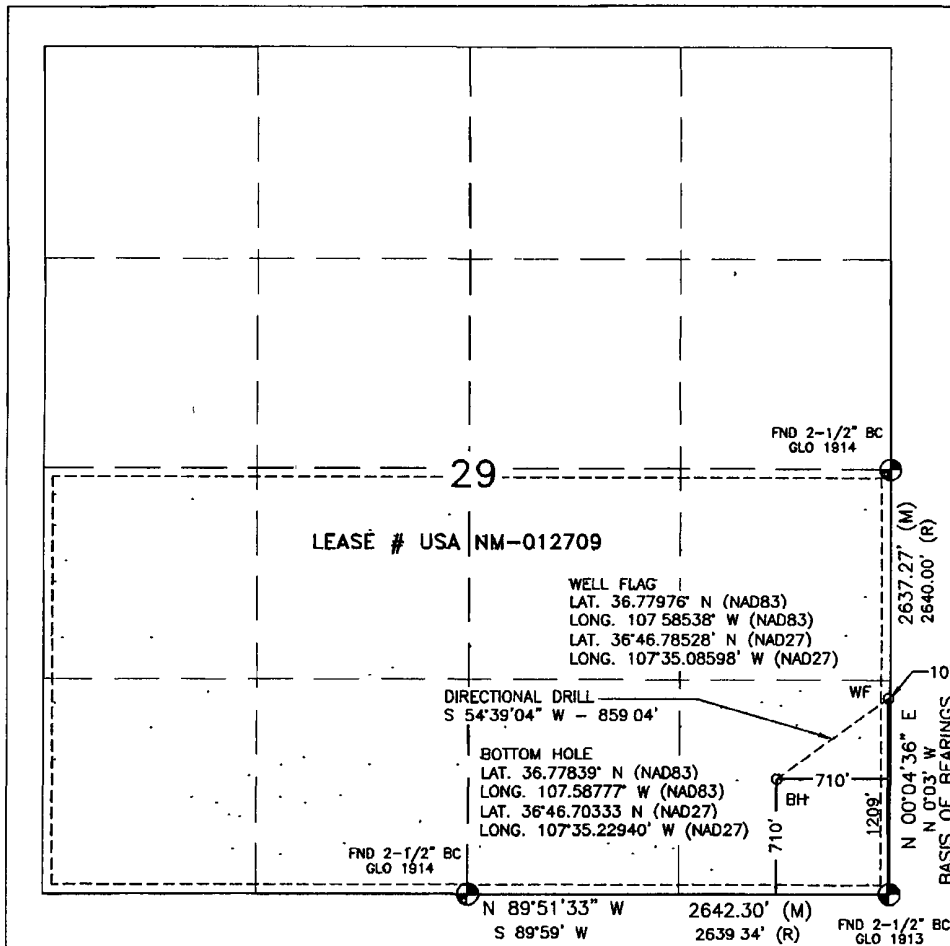 FND 2-1/2" BC
GLO 1914
29
LEASE # USA NM-012709
2637.27' (M)
2640.00' (R)
WELL FLAG
LAT. 36.77976° N (NAD83)
LONG. 107 58538° W (NAD83)
LAT. 36°46.78528' N (NAD27)
LONG. 107°35.08598' W (NAD27)
WF
10
DIRECTIONAL DRILL
S 54°39'04" W - 859 04'
BOTTOM HOLE
LAT. 36.77839° N (NAD83)
LONG. 107.58777° W (NAD83)
LAT. 36°46.70333 N (NAD27)
LONG. 107°35.22940' W (NAD27)
710'
BH
710'
1209'
N 00°04'36" E
N 0°03' W
BASIS OF BEARINGS
FND 2-1/2" BC
GLO 1914
N 89°51'33" W 2642.30' (M)
S 89°59' W 2639 34' (R)
FND 2-1/2" BC
GLO 1913